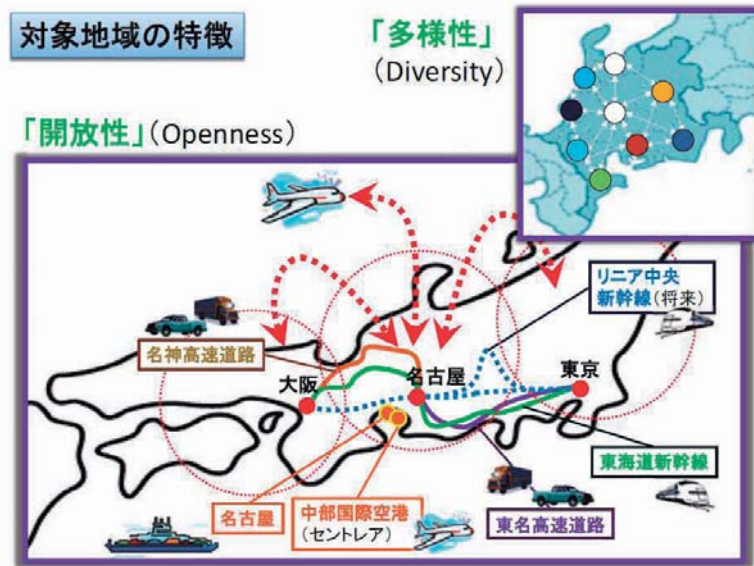 対象地域の特徴
「多様性」
(Diversity)
「開放性」(Openness)
リニア中央
新幹線(将来)
名神高速道路
大阪
名古屋
東京
東海道新幹線
名古屋
中部国際空港
(セントレア)
東名高速道路